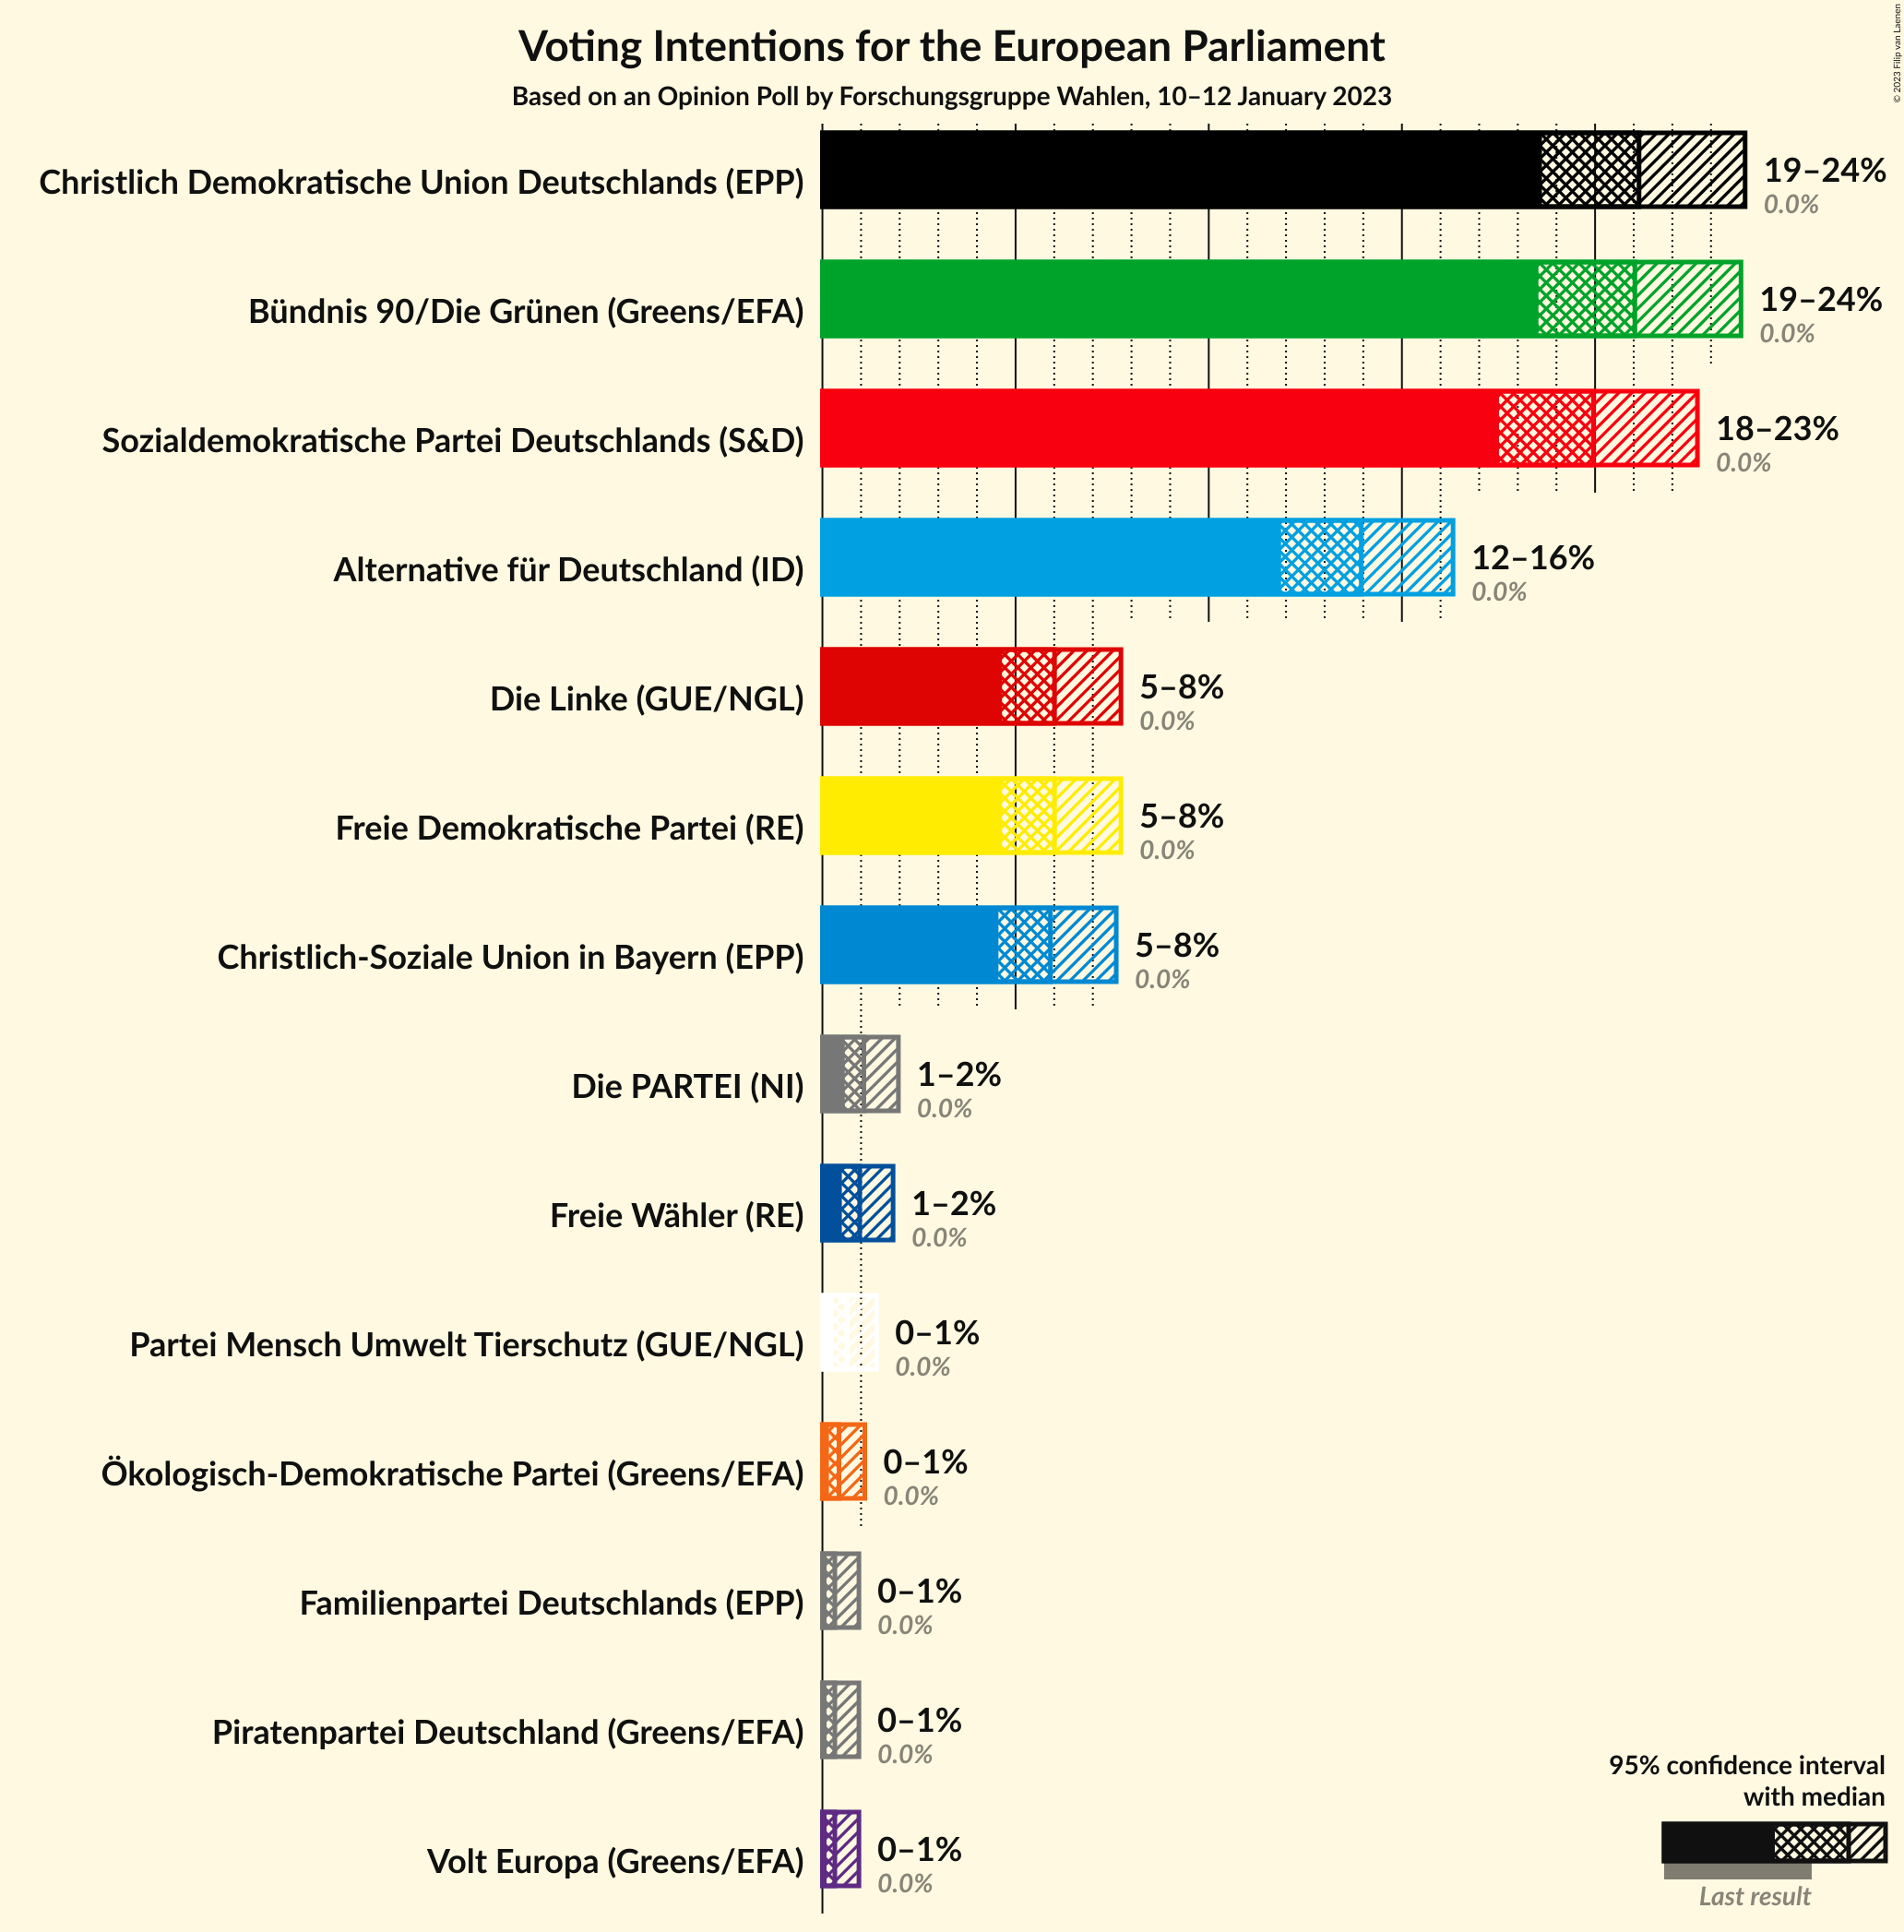 Voting Intentions for the European Parliament
Based on an Opinion Poll by Forschungsgruppe Wahlen, 10–12 January 2023
© 2023 Filip van Laenen
Christlich Demokratische Union Deutschlands (EPP)
19–24%
0.0%
Bündnis 90/Die Grünen (Greens/EFA)
19–24%
0.0%
Sozialdemokratische Partei Deutschlands (S&D)
18–23%
0.0%
Alternative für Deutschland (ID)
12–16%
0.0%
Die Linke (GUE/NGL)
5–8%
0.0%
Freie Demokratische Partei (RE)
5–8%
0.0%
Christlich-Soziale Union in Bayern (EPP)
5–8%
0.0%
Die PARTEI (NI)
1–2%
0.0%
Freie Wähler (RE)
1–2%
0.0%
Partei Mensch Umwelt Tierschutz (GUE/NGL)
0–1%
0.0%
Ökologisch-Demokratische Partei (Greens/EFA)
0–1%
0.0%
Familienpartei Deutschlands (EPP)
0–1%
0.0%
Piratenpartei Deutschland (Greens/EFA)
0–1%
0.0%
Volt Europa (Greens/EFA)
0–1%
0.0%
95% confidence interval
with median
Last result